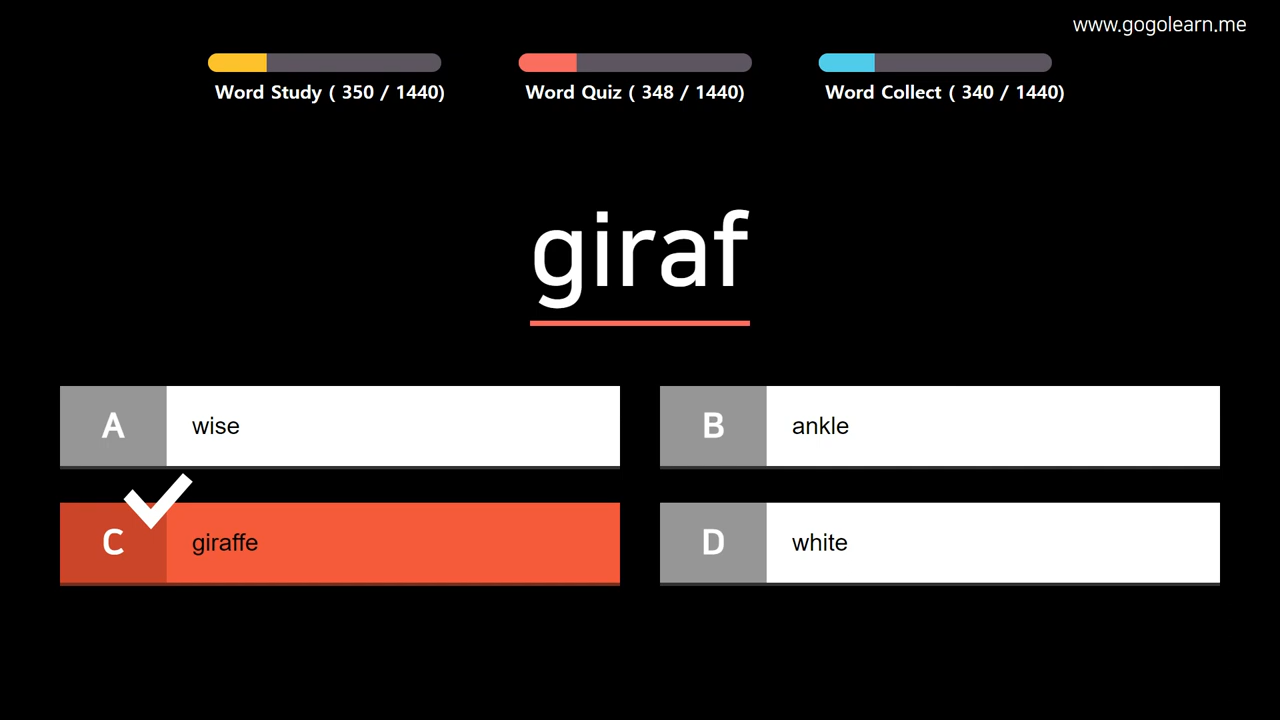 www.gogolearn.me
Word Study ( 350 / 1440)
Word Quiz ( 348 / 1440)
Word Collect ( 340 / 1440)
giraf
A wise
B ankle
C giraffe
D white